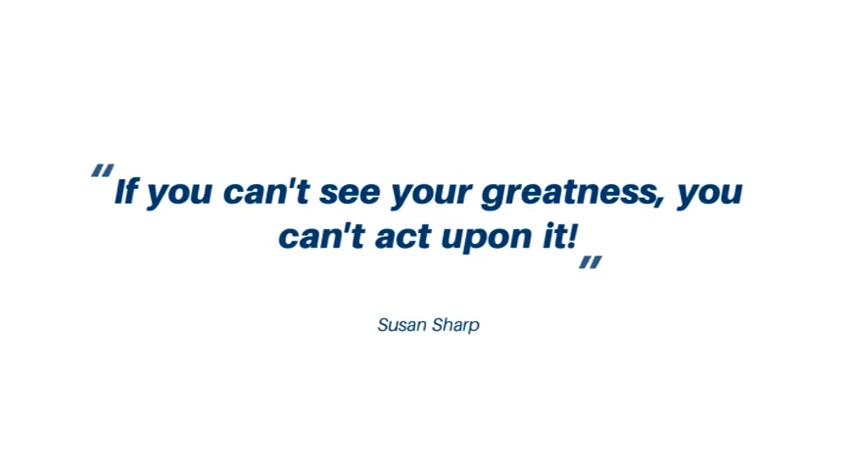 “If you can't see your greatness, you
can't act upon it!”
Susan Sharp